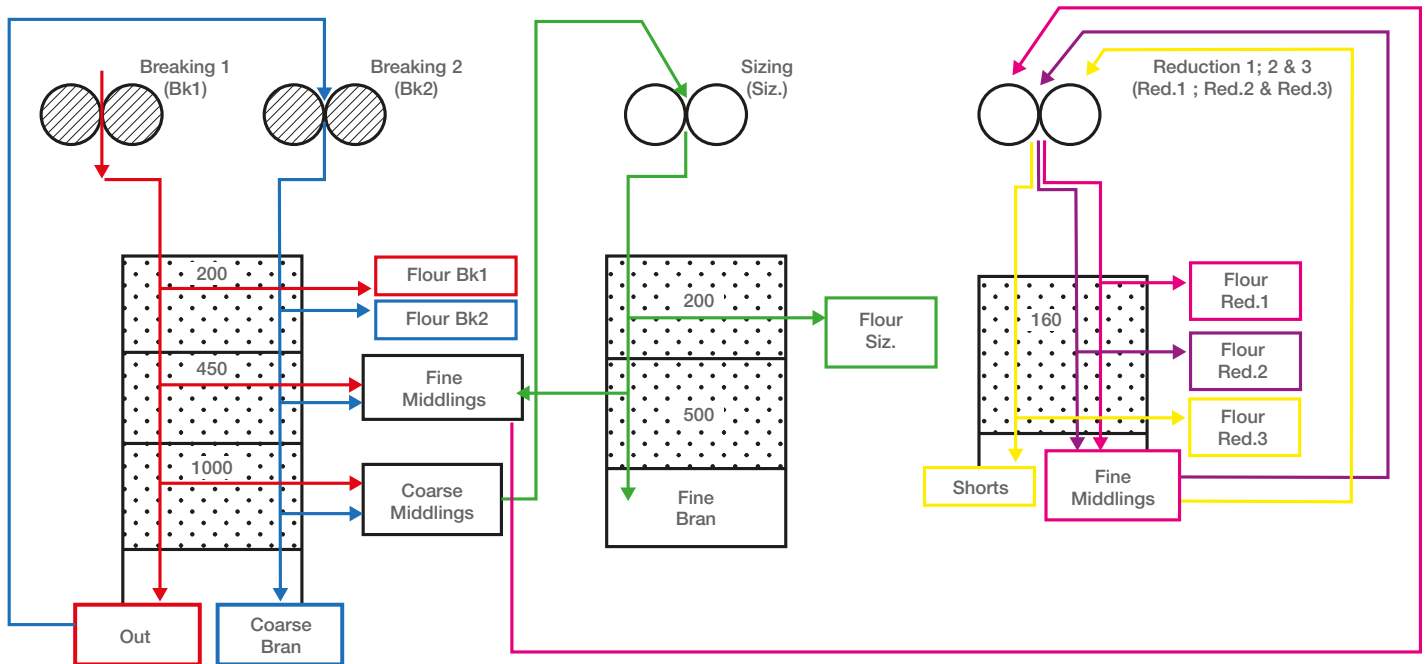 Breaking 1
(Bk1)
Breaking 2
(Bk2)
Sizing
(Siz.)
Reduction 1; 2 & 3
(Red.1 ; Red.2 & Red.3)
200
Flour Bk1
Flour Bk2
450
Fine
Middlings
1000
Coarse
Middlings
Out
Coarse
Bran
200
Flour
Siz.
500
Fine
Bran
160
Flour
Red.1
Flour
Red.2
Flour
Red.3
Shorts
Fine
Middlings